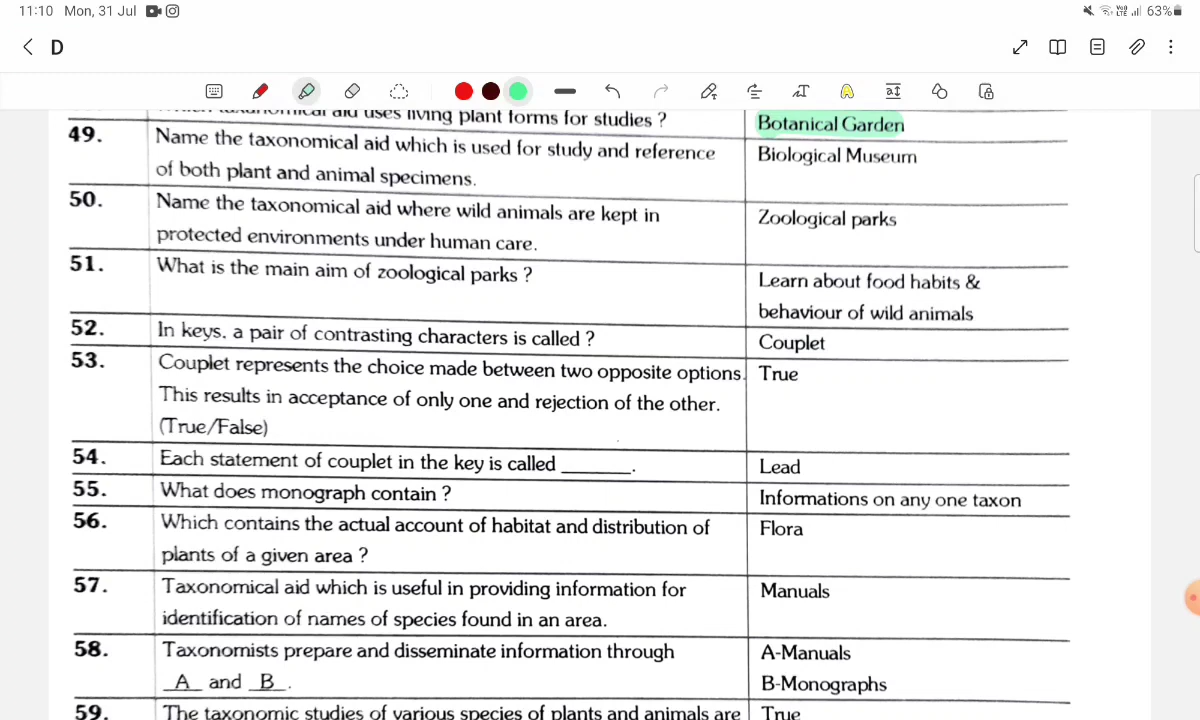 11:10 Mon, 31 Jul
63%
D
uses living plant forms for studies ? Botanical Garden
49. Name the taxonomical aid which is used for study and reference Biological Museum
of both plant and animal specimens.
50. Name the taxonomical aid where wild animals are kept in Zoological parks
protected environments under human care.
51. What is the main aim of zoological parks ? Learn about food habits &
behaviour of wild animals
52. In keys, a pair of contrasting characters is called ? Couplet
53. Couplet represents the choice made between two opposite options. True
This results in acceptance of only one and rejection of the other.
(True/False)
54. Each statement of couplet in the key is called _______. Lead
55. What does monograph contain ? Informations on any one taxon
56. Which contains the actual account of habitat and distribution of Flora
plants of a given area ?
57. Taxonomical aid which is useful in providing information for Manuals
identification of names of species found in an area.
58. Taxonomists prepare and disseminate information through A-Manuals
__A__ and __B__. B-Monographs
59. The taxonomic studies of various species of plants and animals are True